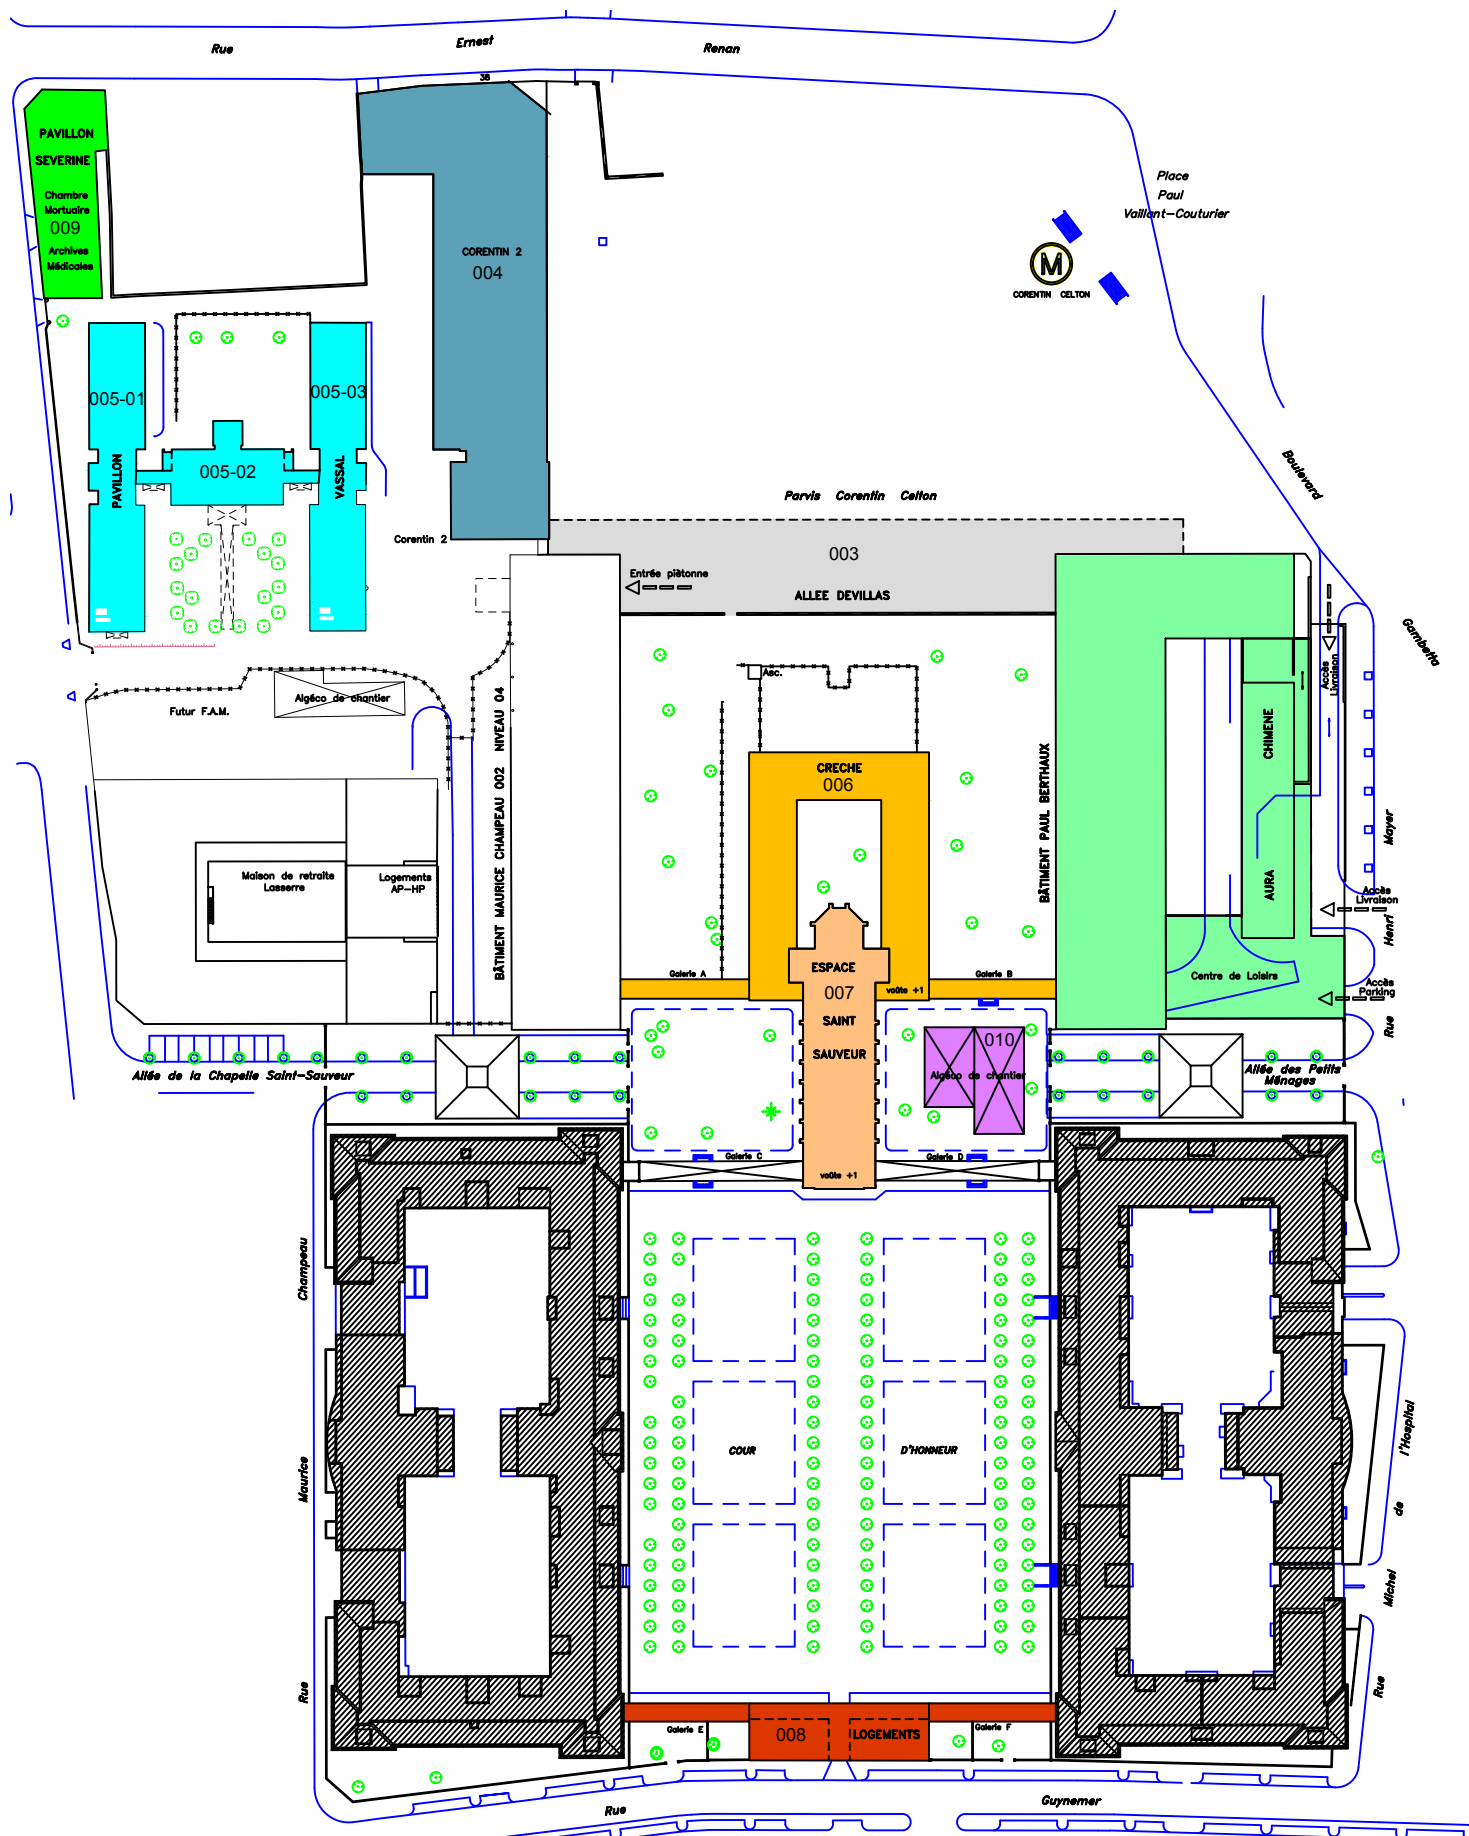 Rue Ernest Renan
38
PAVILLON
SEVERINE
Chambre
Mortuaire
009
Archives
Médicales
CORENTIN 2
004
Place
Paul
Vaillant-Couturier
M
CORENTIN CELTON
005-01
005-02
005-03
PAVILLON
VASSAL
Corentin 2
Boulevard
Gambetta
Parvis Corentin Celton
003
Entrée piètonne
ALLEE DEVILLAS
Asc.
Accès
Livraison
Algéco de chantier
Futur F.A.M.
BÂTIMENT MAURICE CHAMPEAU 002 NIVEAU 04
CRECHE
006
BÂTIMENT PAUL BERTHAUX
CHIMENE
AURA
Maison de retraite
Lasserre
Logements
AP-HP
Accès
Livraison
Rue Henri Mayer
Galerie A
ESPACE
007
SAINT
SAUVEUR
voûte +1
Galerie B
Centre de Loisirs
Accès
Parking
010
Algéco de chantier
Allée de la Chapelle Saint-Sauveur
Allée des Petits
Ménages
Galerie C
voûte +1
Galerie D
Rue Maurice Champeau
COUR D'HONNEUR
Rue Michel de l'Hospital
Galerie E
008
LOGEMENTS
Galerie F
Rue Guynemer